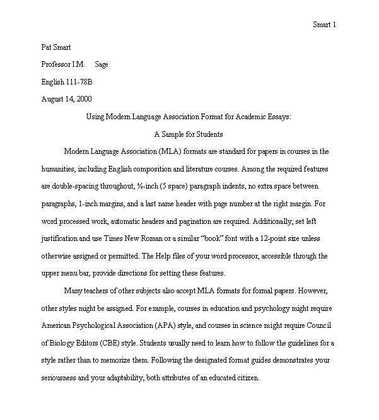 Smart 1
Pat Smart
Professor I.M. Sage
English 111-78B
August 14, 2000
Using Modern Language Association Format for Academic Essays:
A Sample for Students
Modern Language Association (MLA) formats are standard for papers in courses in the
humanities, including English composition and literature courses. Among the required features
are double-spacing throughout, ½-inch (5 space) paragraph indents, no extra space between
paragraphs, 1-inch margins, and a last name header with page number at the right margin. For
word processed work, automatic headers and pagination are required. Additionally, set left
justification and use Times New Roman or a similar "book" font with a 12-point size unless
otherwise assigned or permitted. The Help files of your word processor, accessible through the
upper menu bar, provide directions for setting these features.
Many teachers of other subjects also accept MLA formats for formal papers. However,
other styles might be assigned. For example, courses in education and psychology might require
American Psychological Association (APA) style, and courses in science might require Council
of Biology Editors (CBE) style. Students usually need to learn how to follow the guidelines for a
style rather than to memorize them. Following the designated format guides demonstrates your
seriousness and your adaptability, both attributes of an educated citizen.